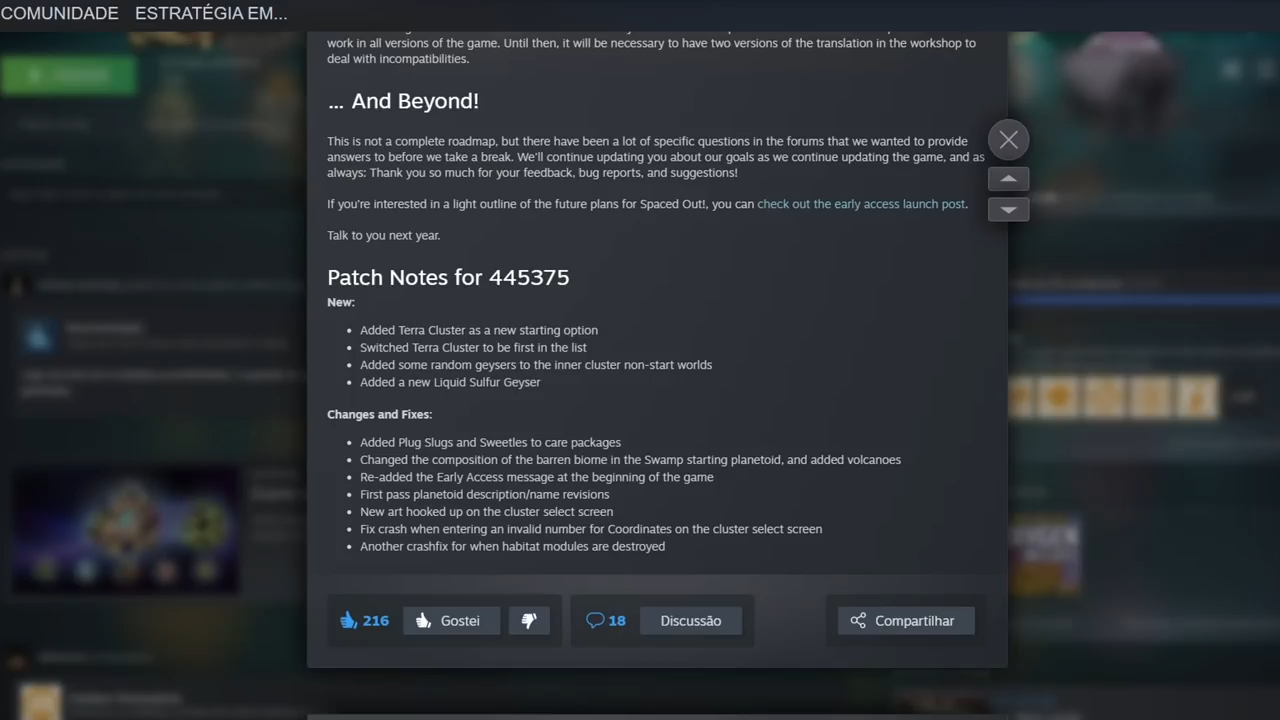 COMUNIDADE ESTRATÉGIA EM...
work in all versions of the game. Until then, it will be necessary to have two versions of the translation in the workshop to
deal with incompatibilities.
... And Beyond!
This is not a complete roadmap, but there have been a lot of specific questions in the forums that we wanted to provide
answers to before we take a break. We'll continue updating you about our goals as we continue updating the game, and as
always: Thank you so much for your feedback, bug reports, and suggestions!
If you're interested in a light outline of the future plans for Spaced Out!, you can check out the early access launch post.
Talk to you next year.
Patch Notes for 445375
New:
• Added Terra Cluster as a new starting option
• Switched Terra Cluster to be first in the list
• Added some random geysers to the inner cluster non-start worlds
• Added a new Liquid Sulfur Geyser
Changes and Fixes:
• Added Plug Slugs and Sweetles to care packages
• Changed the composition of the barren biome in the Swamp starting planetoid, and added volcanoes
• Re-added the Early Access message at the beginning of the game
• First pass planetoid description/name revisions
• New art hooked up on the cluster select screen
• Fix crash when entering an invalid number for Coordinates on the cluster select screen
• Another crashfix for when habitat modules are destroyed
216 Gostei 18 Discussão Compartilhar